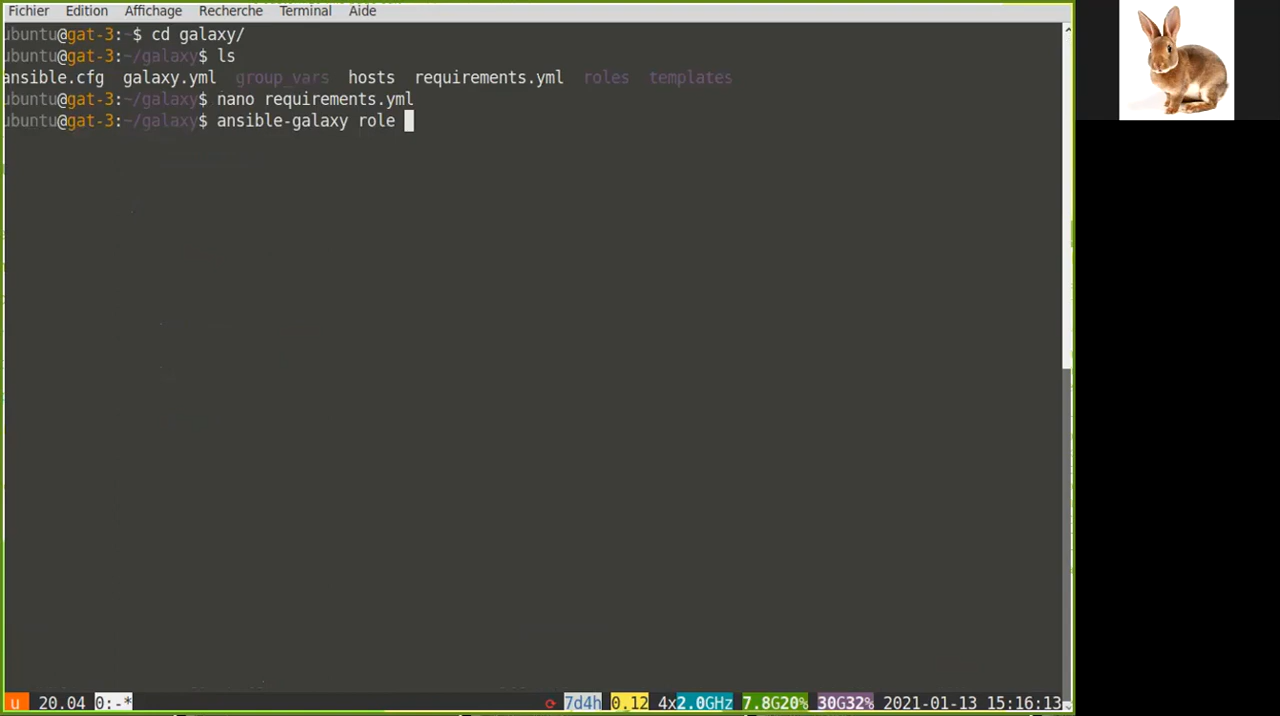 Fichier Edition Affichage Recherche Terminal Aide
ubuntu@gat-3:~$ cd galaxy/
ubuntu@gat-3:~/galaxy$ ls
ansible.cfg galaxy.yml group_vars hosts requirements.yml roles templates
ubuntu@gat-3:~/galaxy$ nano requirements.yml
ubuntu@gat-3:~/galaxy$ ansible-galaxy role
u 20.04 0:-* 7d4h 0.12 4x2.0GHz 7.8G20% 30G32% 2021-01-13 15:16:13